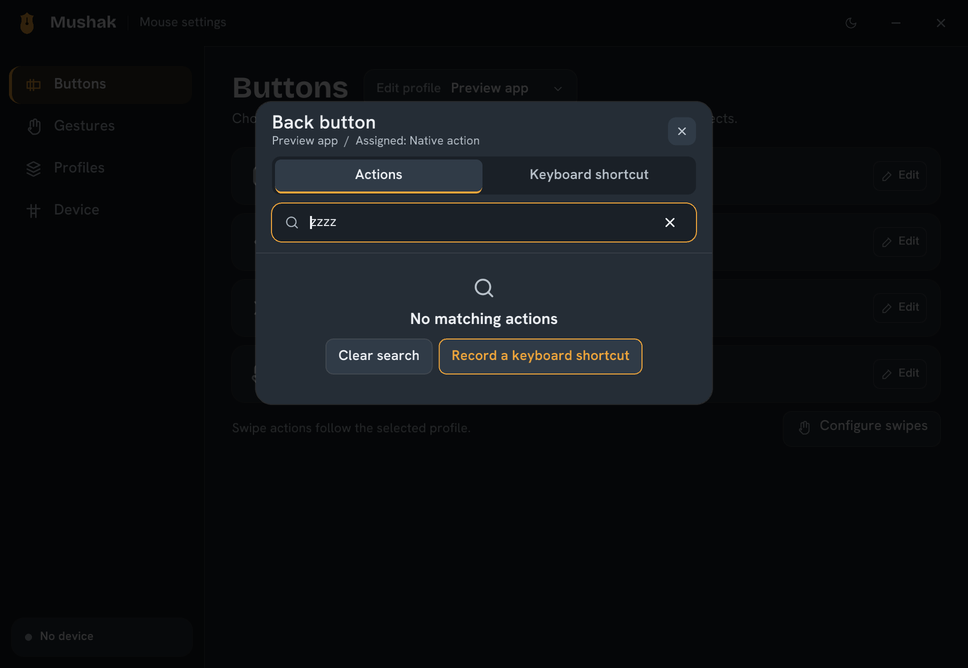 Mushak
Mouse settings
Buttons
Gestures
Profiles
Device
No device
Buttons
Edit profile Preview app
Back button
Preview app / Assigned: Native action
Actions
Keyboard shortcut
zzzz
No matching actions
Clear search
Record a keyboard shortcut
Edit
Edit
Edit
Edit
Swipe actions follow the selected profile.
Configure swipes